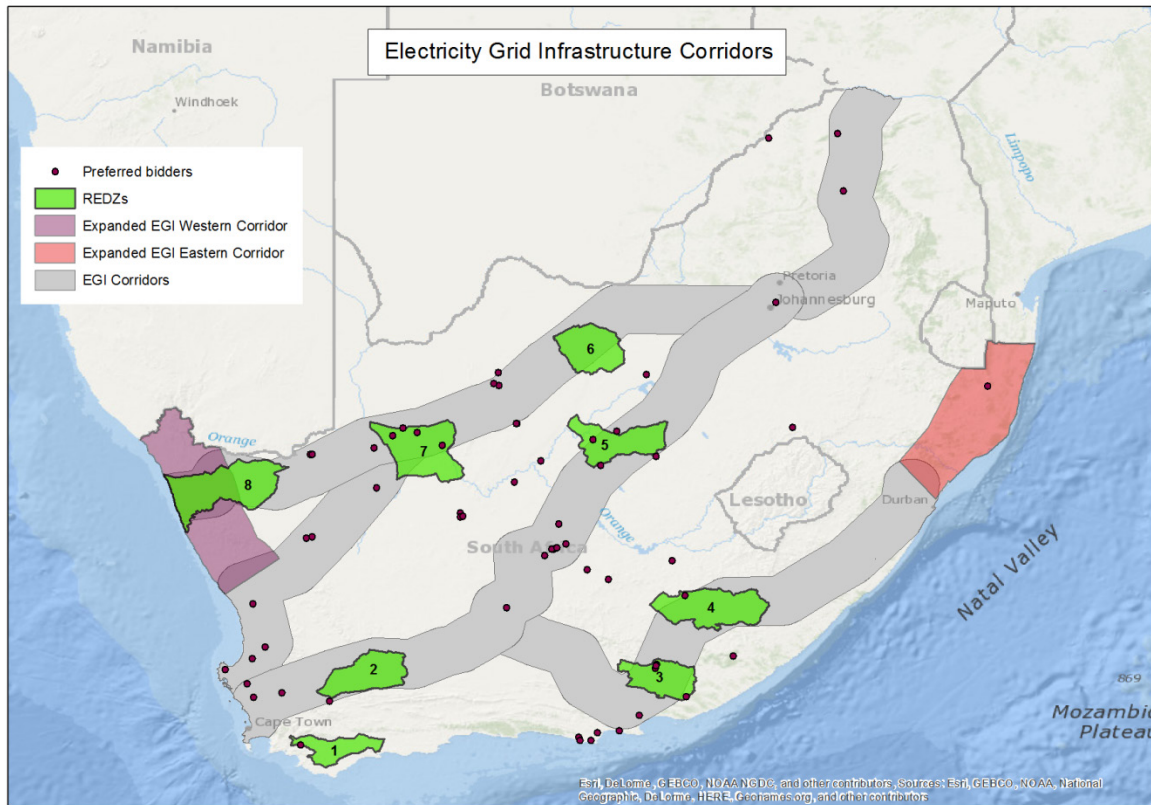 Electricity Grid Infrastructure Corridors
Namibia
Windhoek
Botswana
Limpopo
Preferred bidders
REDZs
Expanded EGI Western Corridor
Expanded EGI Eastern Corridor
EGI Corridors
Pretoria
Johannesburg
Maputo
6
Orange
7
5
8
Lesotho
Durban
Orange
South Africa
Natal Valley
4
2
3
869
Cape Town
1
Mozambic
Plateau
Esri, DeLorme, GEBCO, NOAA NGDC, and other contributors, Sources: Esri, GEBCO, NOAA, National
Geographic, DeLorme, HERE, Geonames.org, and other contributors